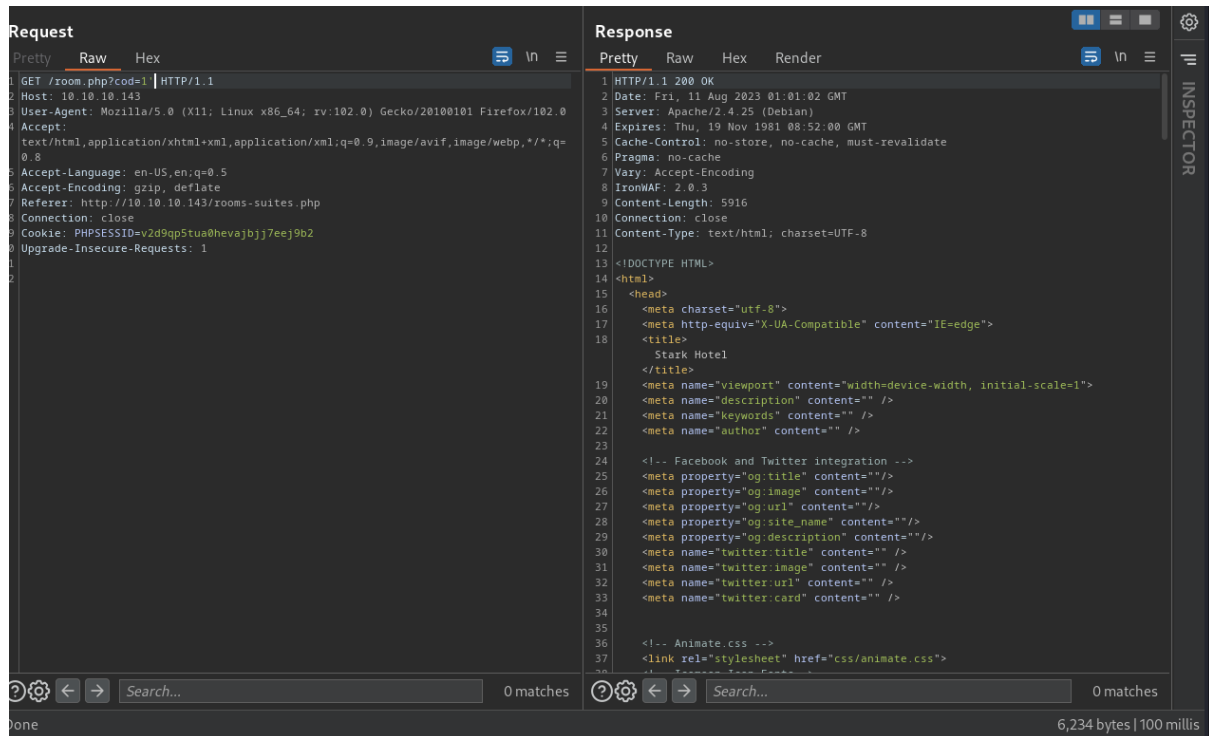 Request
Pretty Raw Hex \n
1 GET /room.php?cod=1' HTTP/1.1
2 Host: 10.10.10.143
3 User-Agent: Mozilla/5.0 (X11; Linux x86_64; rv:102.0) Gecko/20100101 Firefox/102.0
4 Accept:
text/html,application/xhtml+xml,application/xml;q=0.9,image/avif,image/webp,*/*;q=
0.8
5 Accept-Language: en-US,en;q=0.5
6 Accept-Encoding: gzip, deflate
7 Referer: http://10.10.10.143/rooms-suites.php
8 Connection: close
9 Cookie: PHPSESSID=v2d9qp5tua0hevajbjj7eej9b2
0 Upgrade-Insecure-Requests: 1
1
2
Search... 0 matches
Done
Response
Pretty Raw Hex Render \n
1 HTTP/1.1 200 OK
2 Date: Fri, 11 Aug 2023 01:01:02 GMT
3 Server: Apache/2.4.25 (Debian)
4 Expires: Thu, 19 Nov 1981 08:52:00 GMT
5 Cache-Control: no-store, no-cache, must-revalidate
6 Pragma: no-cache
7 Vary: Accept-Encoding
8 IronWAF: 2.0.3
9 Content-Length: 5916
10 Connection: close
11 Content-Type: text/html; charset=UTF-8
12
13 <!DOCTYPE HTML>
14 <html>
15 <head>
16 <meta charset="utf-8">
17 <meta http-equiv="X-UA-Compatible" content="IE=edge">
18 <title>
Stark Hotel
</title>
19 <meta name="viewport" content="width=device-width, initial-scale=1">
20 <meta name="description" content="" />
21 <meta name="keywords" content="" />
22 <meta name="author" content="" />
23
24 <!-- Facebook and Twitter integration -->
25 <meta property="og:title" content=""/>
26 <meta property="og:image" content=""/>
27 <meta property="og:url" content=""/>
28 <meta property="og:site_name" content=""/>
29 <meta property="og:description" content=""/>
30 <meta name="twitter:title" content="" />
31 <meta name="twitter:image" content="" />
32 <meta name="twitter:url" content="" />
33 <meta name="twitter:card" content="" />
34
35
36 <!-- Animate.css -->
37 <link rel="stylesheet" href="css/animate.css">
Search... 0 matches
6,234 bytes | 100 millis
INSPECTOR